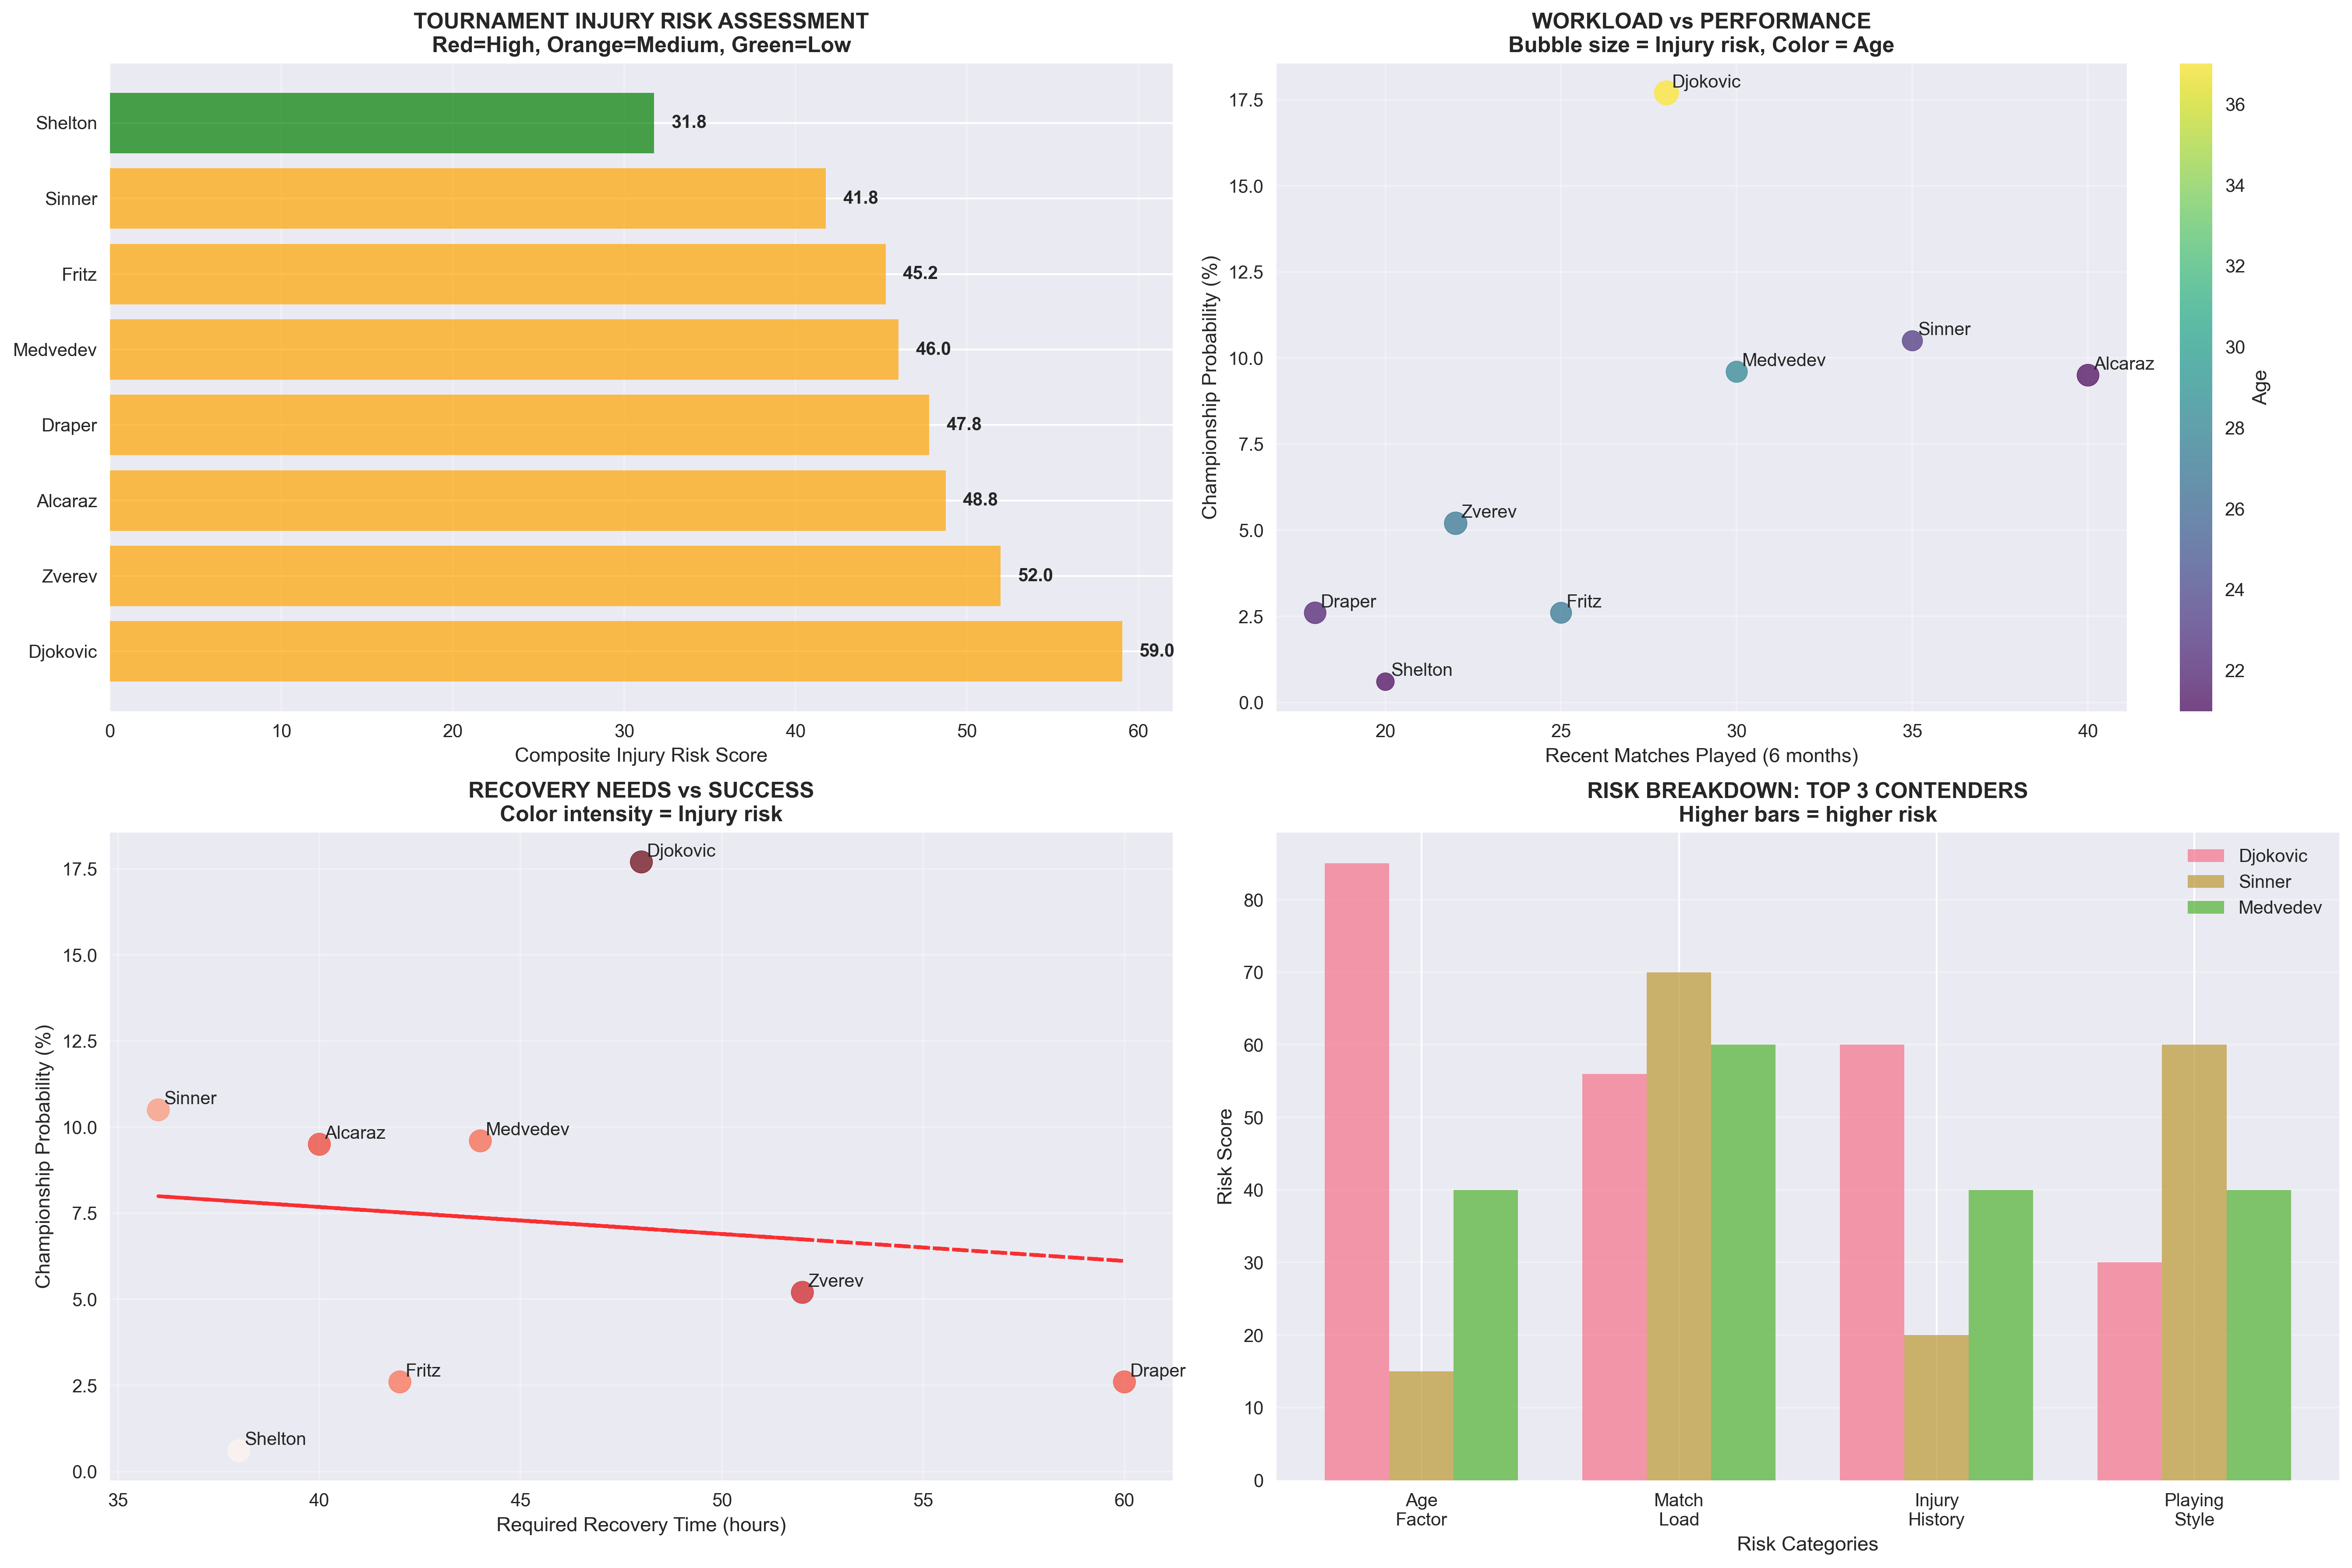 TOURNAMENT INJURY RISK ASSESSMENT
Red=High, Orange=Medium, Green=Low
Shelton
31.8
Sinner
41.8
Fritz
45.2
Medvedev
46.0
Draper
47.8
Alcaraz
48.8
Zverev
52.0
Djokovic
59.0
0 10 20 30 40 50 60
Composite Injury Risk Score
WORKLOAD vs PERFORMANCE
Bubble size = Injury risk, Color = Age
Championship Probability (%)
17.5
15.0
12.5
10.0
7.5
5.0
2.5
0.0
Djokovic
Sinner
Medvedev
Alcaraz
Zverev
Draper
Fritz
Shelton
20 25 30 35 40
Recent Matches Played (6 months)
36
34
32
30
28
26
24
22
Age
RECOVERY NEEDS vs SUCCESS
Color intensity = Injury risk
Championship Probability (%)
17.5
15.0
12.5
10.0
7.5
5.0
2.5
0.0
Djokovic
Sinner
Alcaraz
Medvedev
Zverev
Fritz
Draper
Shelton
35 40 45 50 55 60
Required Recovery Time (hours)
RISK BREAKDOWN: TOP 3 CONTENDERS
Higher bars = higher risk
Djokovic
Sinner
Medvedev
Risk Score
80
70
60
50
40
30
20
10
0
Age
Factor
Match
Load
Injury
History
Playing
Style
Risk Categories